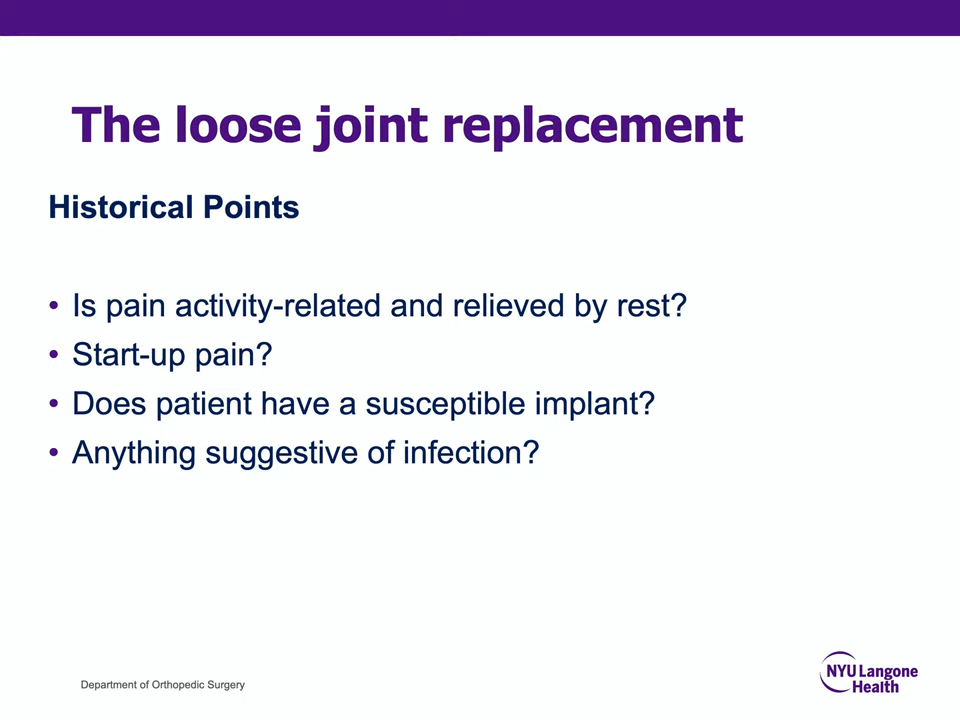 The loose joint replacement
Historical Points
• Is pain activity-related and relieved by rest?
• Start-up pain?
• Does patient have a susceptible implant?
• Anything suggestive of infection?
Department of Orthopedic Surgery
NYU Langone
Health